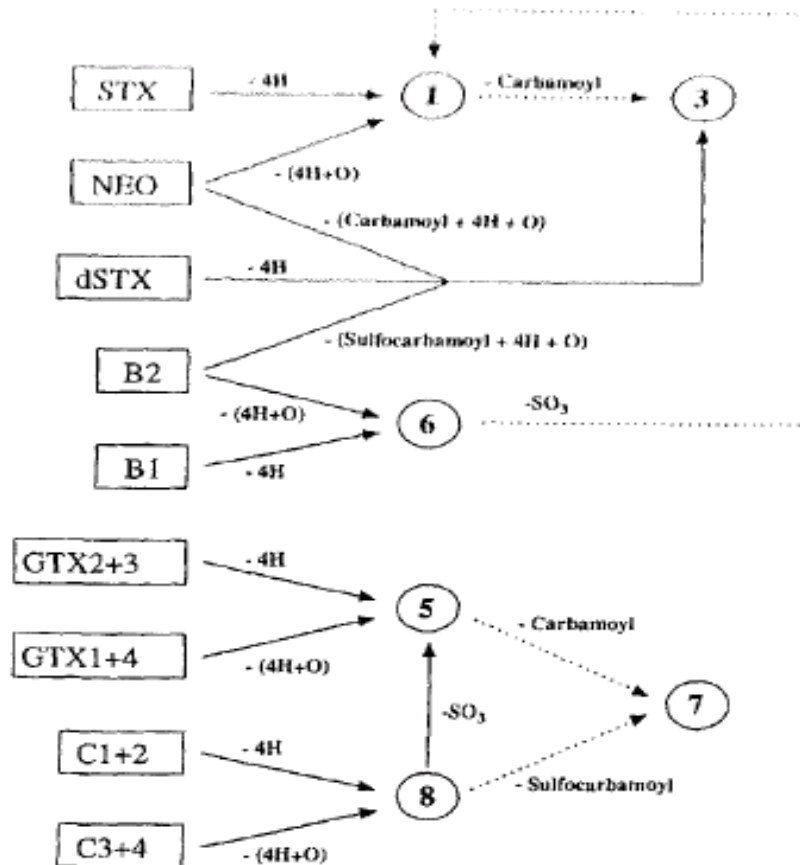 STX
- 4H
1
- Carbamoyl
3
NEO
- (4H+O)
- (Carbamoyl + 4H + O)
dSTX
- 4H
- (Sulfocarbamoyl + 4H + O)
B2
- (4H+O)
6
-SO₃
B1
- 4H
GTX2+3
- 4H
5
- Carbamoyl
GTX1+4
- (4H+O)
7
-SO₃
C1+2
- 4H
8
- Sulfocarbamoyl
C3+4
- (4H+O)